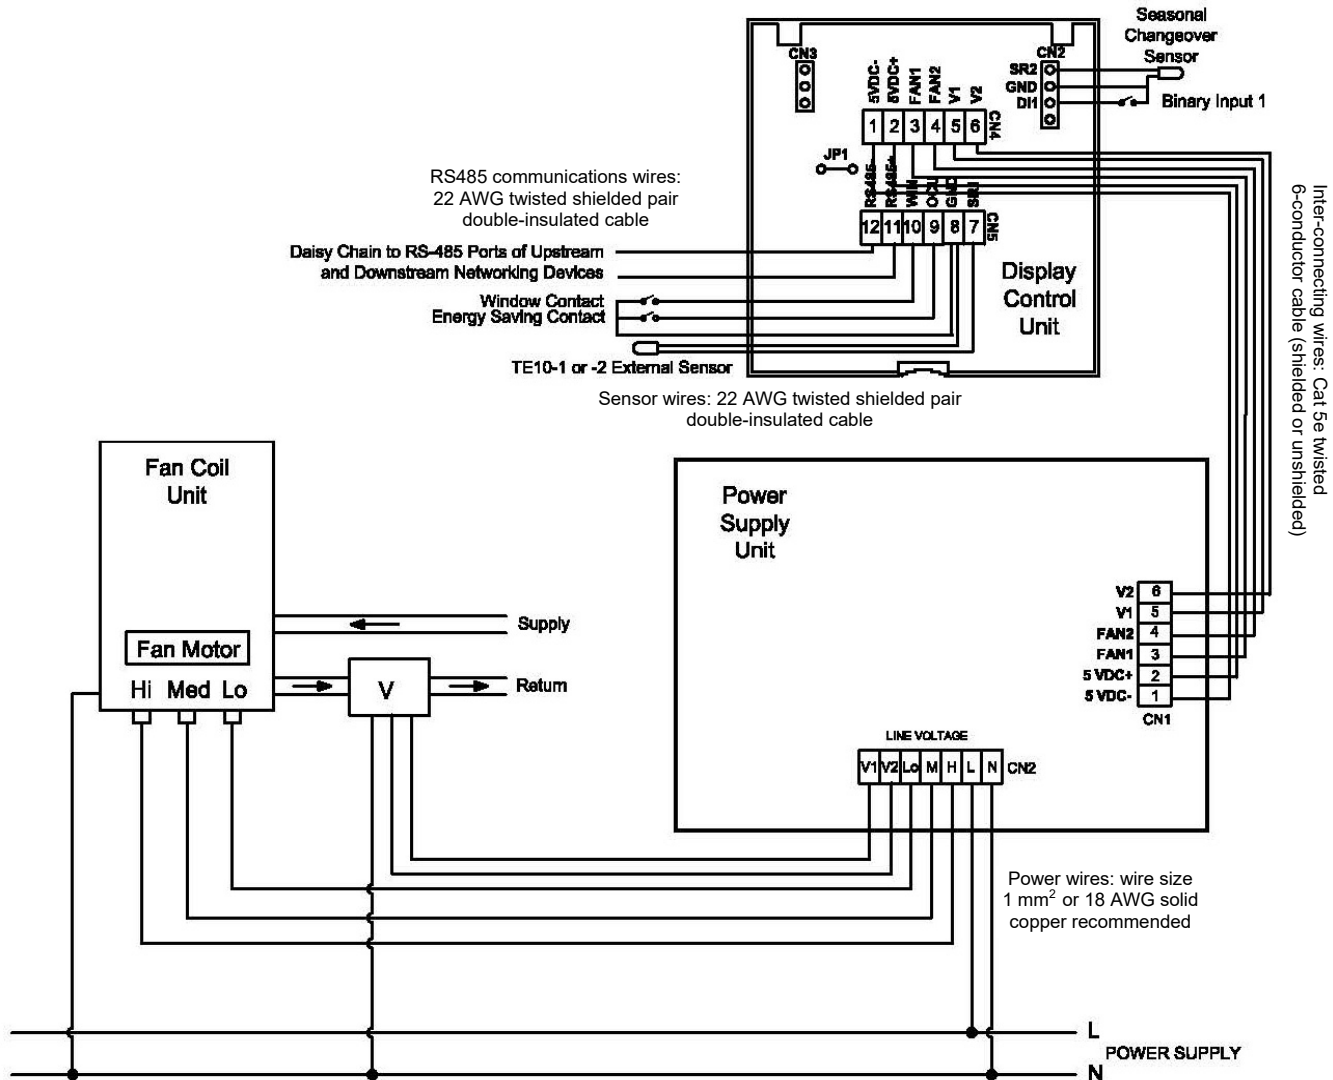 Seasonal
Changeover
Sensor
CN3
CN2
SR2
GND
DI1
Binary Input 1
5VDC-
5VDC+
FAN1
FAN2
V1
V2
1 2 3 4 5 6
CN4
JP1
RS485-
RS485+
WIN
OCC
GND
SR1
12 11 10 9 8 7
CN5
RS485 communications wires:
22 AWG twisted shielded pair
double-insulated cable
Daisy Chain to RS-485 Ports of Upstream
and Downstream Networking Devices
Window Contact
Energy Saving Contact
TE10-1 or -2 External Sensor
Display
Control
Unit
Sensor wires: 22 AWG twisted shielded pair
double-insulated cable
Inter-connecting wires: Cat 5e twisted
6-conductor cable (shielded or unshielded)
Fan Coil
Unit
Fan Motor
Hi Med Lo
Supply
V
Return
Power
Supply
Unit
V2 6
V1 5
FAN2 4
FAN1 3
5 VDC+ 2
5 VDC- 1
CN1
LINE VOLTAGE
V1 V2 Lo M H L N CN2
Power wires: wire size
1 mm² or 18 AWG solid
copper recommended
L
POWER SUPPLY
N